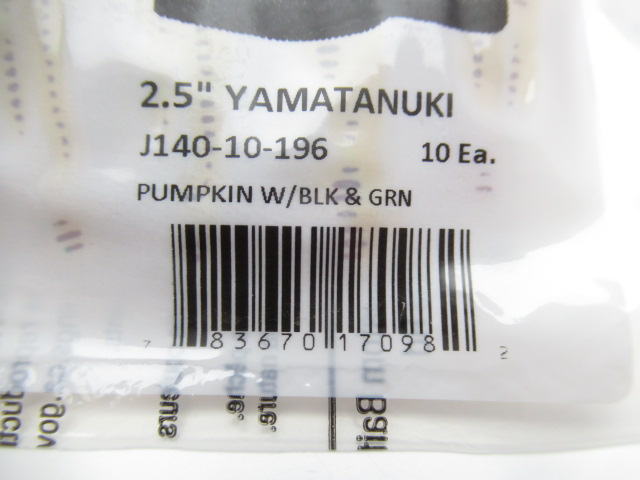 2.5" YAMATANUKI
J140-10-196 10 Ea.
PUMPKIN W/BLK & GRN
7 83670 17098 2